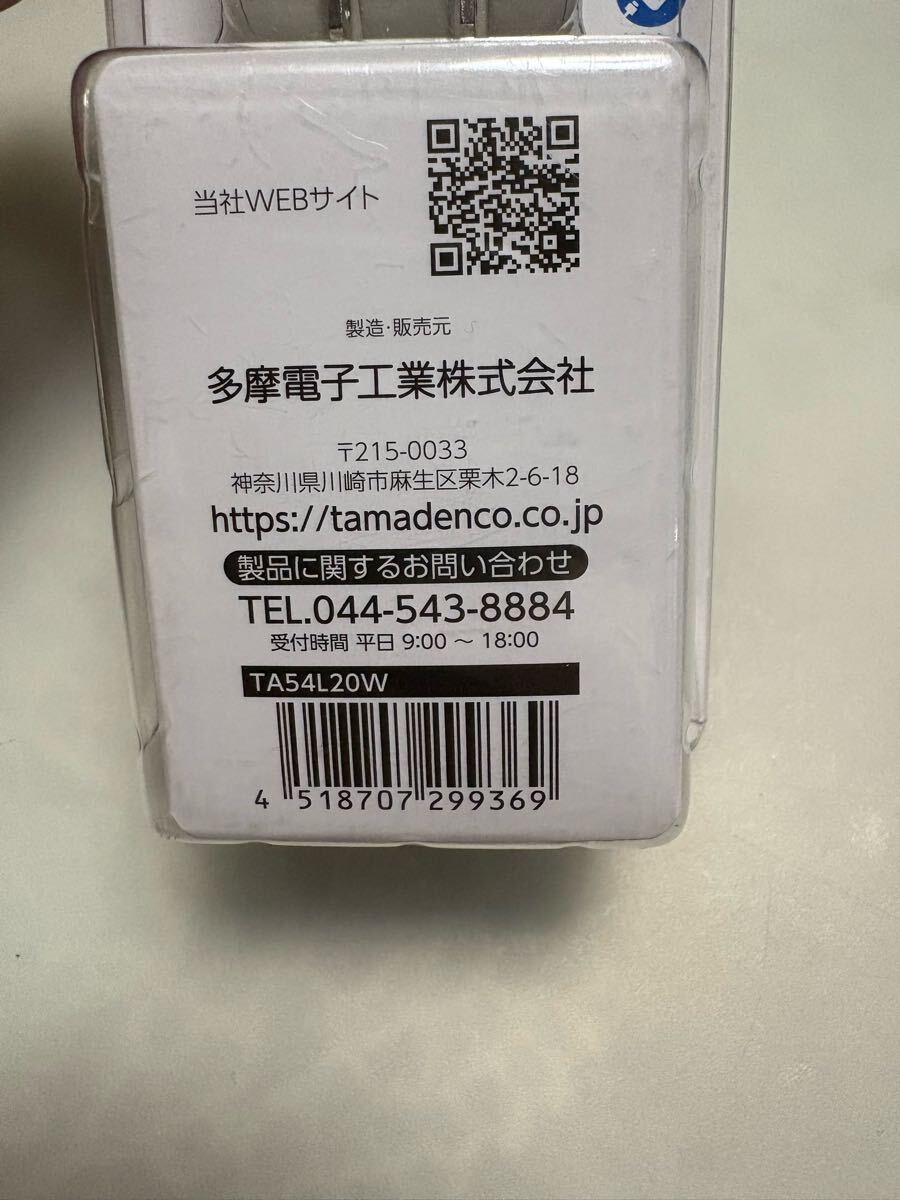 当社WEBサイト
製造・販売元
多摩電子工業株式会社
〒215-0033
神奈川県川崎市麻生区栗木2-6-18
https://tamadenco.co.jp
製品に関するお問い合わせ
TEL.044-543-8884
受付時間 平日 9:00 ～ 18:00
TA54L20W
4 518707 299369